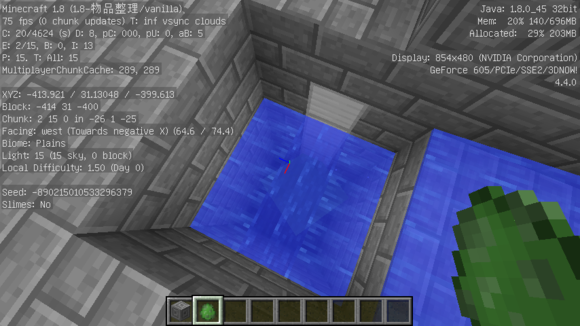 Minecraft 1.8 (1.8-物品整理/vanilla)
75 fps (0 chunk updates) T: inf vsync clouds
C: 20/4624 (s) D: 8, pC: 000, pU: 0, aB: 5
E: 2/15, B: 0, I: 13
P: 15. T: All: 15
MultiplayerChunkCache: 289, 289
XYZ: -413.921 / 31.13048 / -399.613
Block: -414 31 -400
Chunk: 2 15 0 in -26 1 -25
Facing: west (Towards negative X) (64.6 / 74.4)
Biome: Plains
Light: 15 (15 sky, 0 block)
Local Difficulty: 1.50 (Day 0)
Seed: -890215010533296379
Slimes: No
Java: 1.8.0_45 32bit
Mem: 20% 140/696MB
Allocated: 29% 203MB
Display: 854x480 (NVIDIA Corporation)
GeForce 605/PCIe/SSE2/3DNOW!
4.4.0